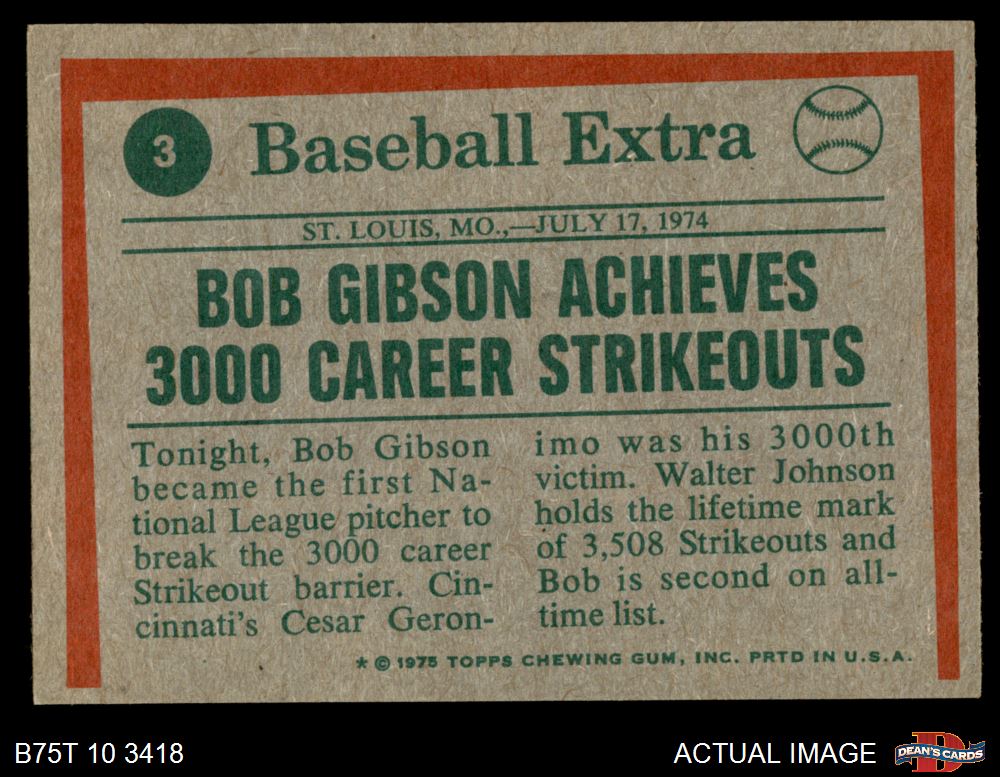 3
Baseball Extra
ST. LOUIS, MO.,—JULY 17, 1974
BOB GIBSON ACHIEVES
3000 CAREER STRIKEOUTS
Tonight, Bob Gibson
became the first Na-
tional League pitcher to
break the 3000 career
Strikeout barrier. Cin-
cinnati's Cesar Geron-
imo was his 3000th
victim. Walter Johnson
holds the lifetime mark
of 3,508 Strikeouts and
Bob is second on all-
time list.
* © 1975 TOPPS CHEWING GUM, INC. PRTD IN U.S.A.
B75T 10 3418
ACTUAL IMAGE
D
DEAN'S CARDS